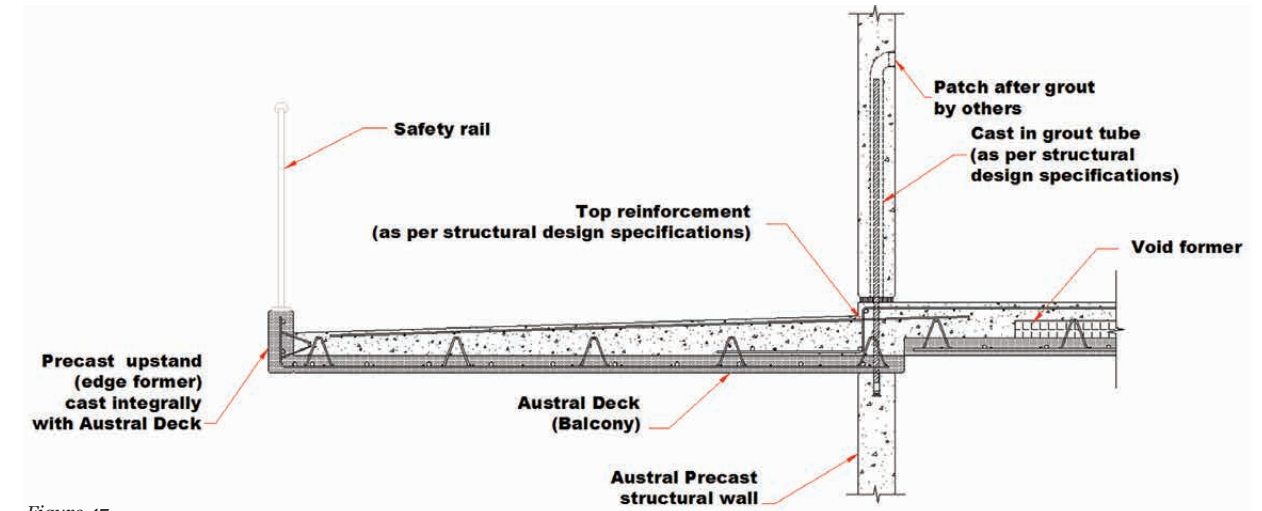 Patch after grout
by others
Safety rail
Cast in grout tube
(as per structural
design specifications)
Top reinforcement
(as per structural design specifications)
Void former
Precast upstand
(edge former)
cast integrally
with Austral Deck
Austral Deck
(Balcony)
Austral Precast
structural wall
Figure 47